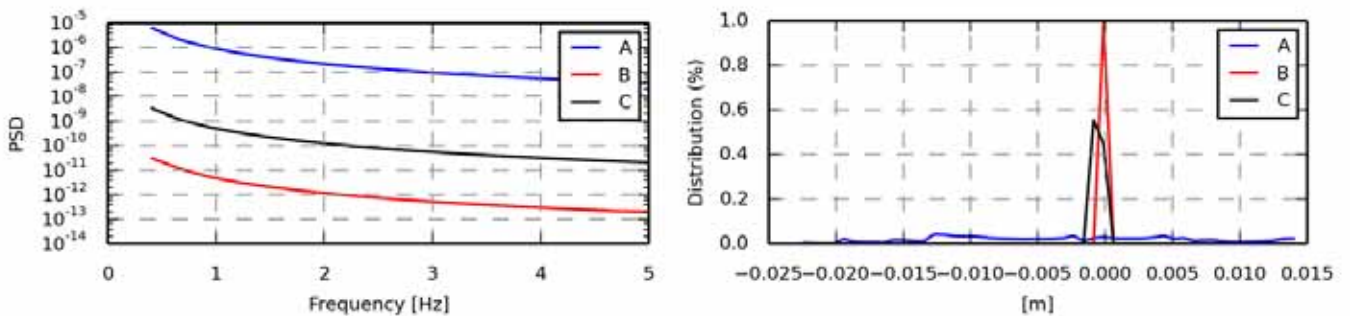 10^-5
10^-6
10^-7
10^-8
10^-9
10^-10
10^-11
10^-12
10^-13
10^-14
PSD
0 1 2 3 4 5
Frequency [Hz]
A
B
C
1.0
0.8
0.6
0.4
0.2
0.0
Distribution (%)
−0.025 −0.020 −0.015 −0.010 −0.005 0.000 0.005 0.010 0.015
[m]
A
B
C